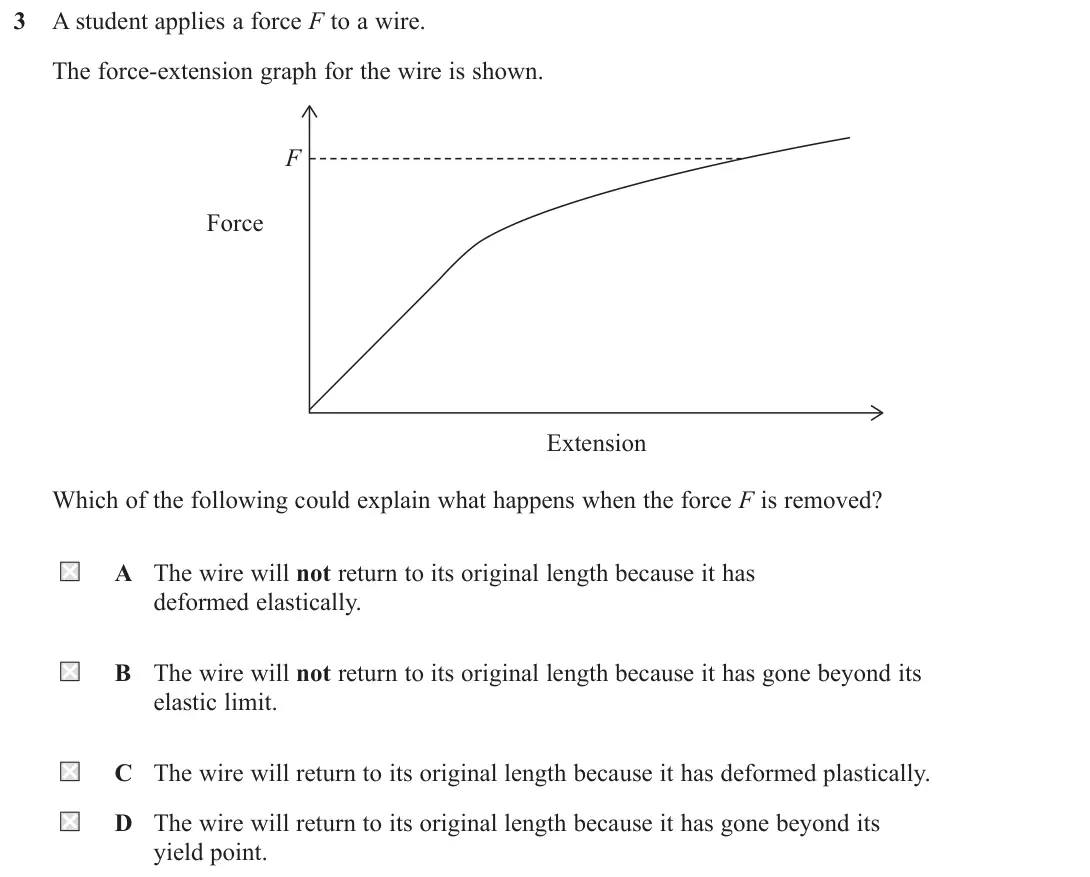 3 A student applies a force F to a wire.
The force-extension graph for the wire is shown.
F
Force
Extension
Which of the following could explain what happens when the force F is removed?
A The wire will not return to its original length because it has
deformed elastically.
B The wire will not return to its original length because it has gone beyond its
elastic limit.
C The wire will return to its original length because it has deformed plastically.
D The wire will return to its original length because it has gone beyond its
yield point.